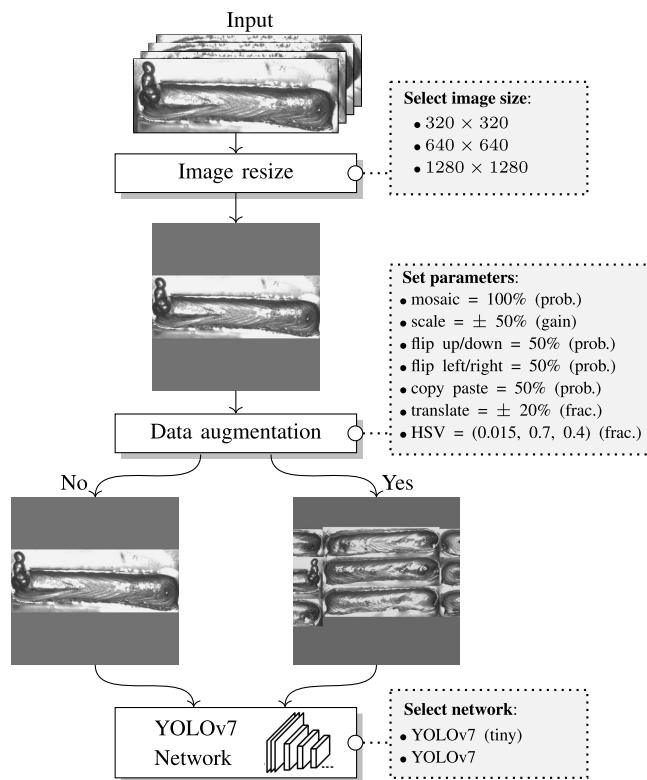 Input
Select image size:
• 320 × 320
• 640 × 640
• 1280 × 1280
Image resize
Set parameters:
• mosaic = 100% (prob.)
• scale = ± 50% (gain)
• flip up/down = 50% (prob.)
• flip left/right = 50% (prob.)
• copy paste = 50% (prob.)
• translate = ± 20% (frac.)
• HSV = (0.015, 0.7, 0.4) (frac.)
Data augmentation
No
Yes
YOLOv7
Network
...
Select network:
• YOLOv7 (tiny)
• YOLOv7